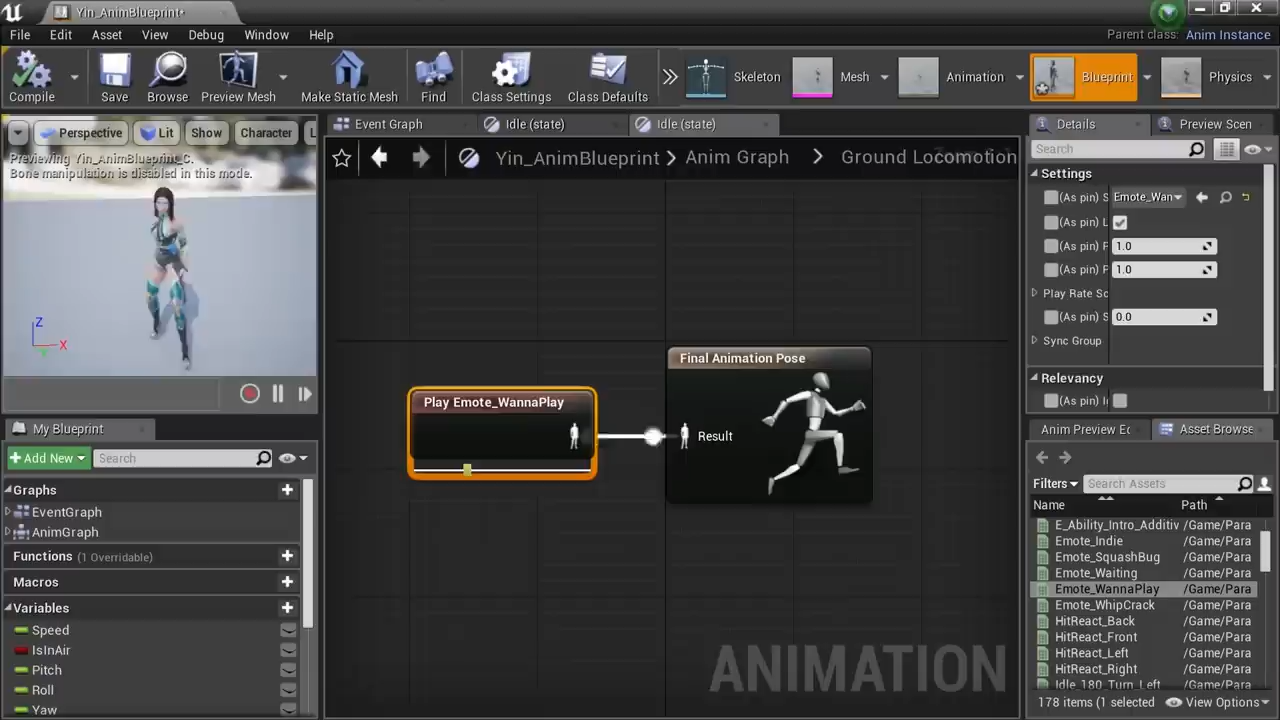 Yin_AnimBlueprint*
File Edit Asset View Debug Window Help
Parent class: Anim Instance
Compile Save Browse Preview Mesh Make Static Mesh Find Class Settings Class Defaults Skeleton Mesh Animation Blueprint Physics
Perspective Lit Show Character L
Previewing Yin_AnimBlueprint_C.
Bone manipulation is disabled in this mode.
Z
X
Event Graph Idle (state) Idle (state)
Yin_AnimBlueprint Anim Graph Ground Locomotion
Play Emote_WannaPlay
Final Animation Pose
Result
ANIMATION
My Blueprint
Add New Search
Graphs
EventGraph
AnimGraph
Functions (1 Overridable)
Macros
Variables
Speed
IsInAir
Pitch
Roll
Yaw
Details Preview Scen
Search
Settings
(As pin) S Emote_Wan
(As pin) L
(As pin) F 1.0
(As pin) F 1.0
Play Rate Sc
(As pin) S 0.0
Sync Group
Relevancy
(As pin) I
Anim Preview Ec Asset Browse
Filters Search Assets
Name Path
E_Ability_Intro_Additiv /Game/Para
Emote_Indie /Game/Para
Emote_SquashBug /Game/Para
Emote_Waiting /Game/Para
Emote_WannaPlay /Game/Para
Emote_WhipCrack /Game/Para
HitReact_Back /Game/Para
HitReact_Front /Game/Para
HitReact_Left /Game/Para
HitReact_Right /Game/Para
Idle_180_Turn_Left /Game/Para
178 items (1 selected View Options